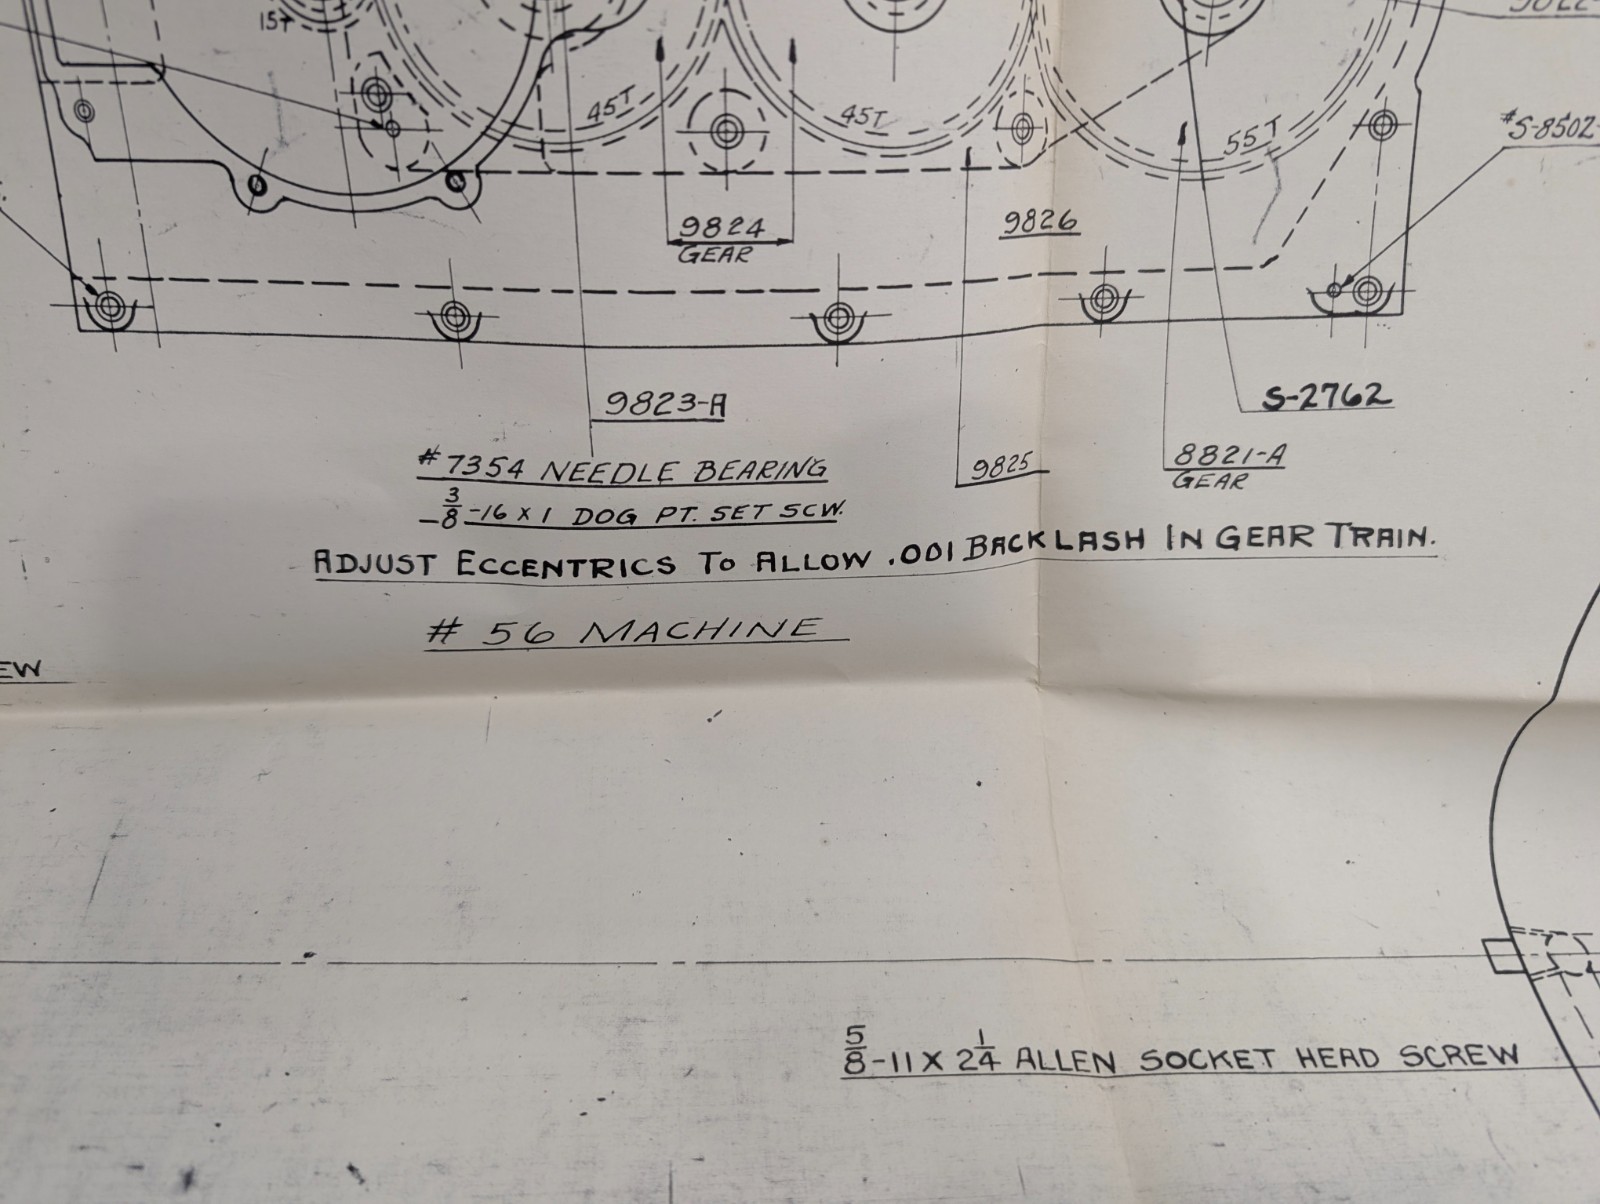 15T
45T
45T
55T
#S-8502-
9824
GEAR
9826
9823-A
S-2762
#7354 NEEDLE BEARING
9825
8821-A
GEAR
3/8-16 X 1 DOG PT. SET SCW.
ADJUST ECCENTRICS TO ALLOW .001 BACKLASH IN GEAR TRAIN.
# 56 MACHINE
EW
5/8-11 X 2 1/4 ALLEN SOCKET HEAD SCREW